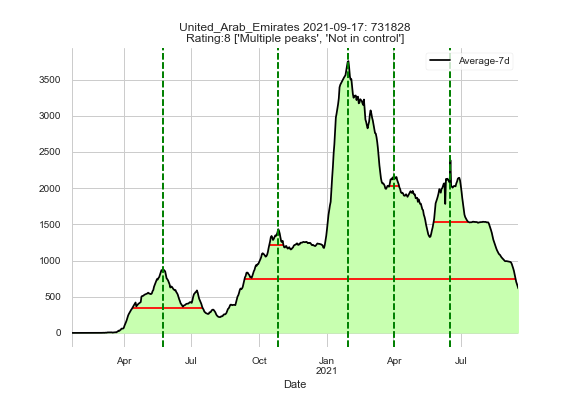 United_Arab_Emirates 2021-09-17: 731828
Rating:8 ['Multiple peaks', 'Not in control']
Average-7d
3500
3000
2500
2000
1500
1000
500
0
Apr Jul Oct Jan Apr Jul
2021
Date